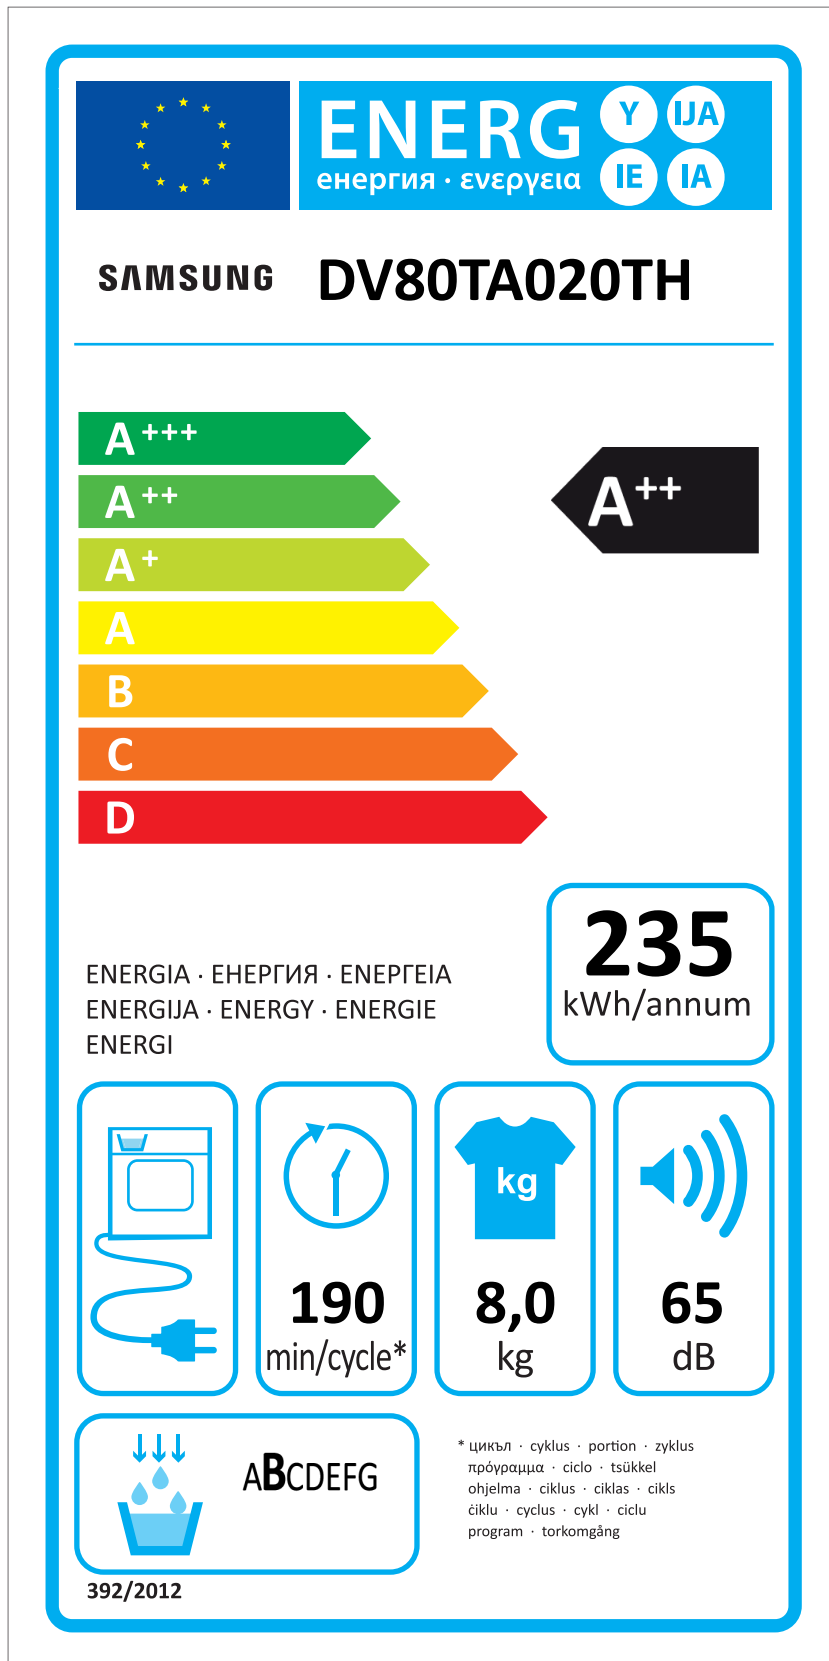 ENERG
Y IJA
IE IA
енергия · ενεργεια
SAMSUNG DV80TA020TH
A+++
A++
A++
A+
A
B
C
D
235
kWh/annum
ENERGIA · ЕНЕРГИЯ · ΕΝΕΡΓΕΙΑ
ENERGIJA · ENERGY · ENERGIE
ENERGI
190
min/cycle*
kg
8,0
kg
65
dB
ABCDEFG
* цикъл · cyklus · portion · zyklus
πρόγραμμα · ciclo · tsükkel
ohjelma · ciklus · ciklas · cikls
ċiklu · cyclus · cykl · ciclu
program · torkomgång
392/2012